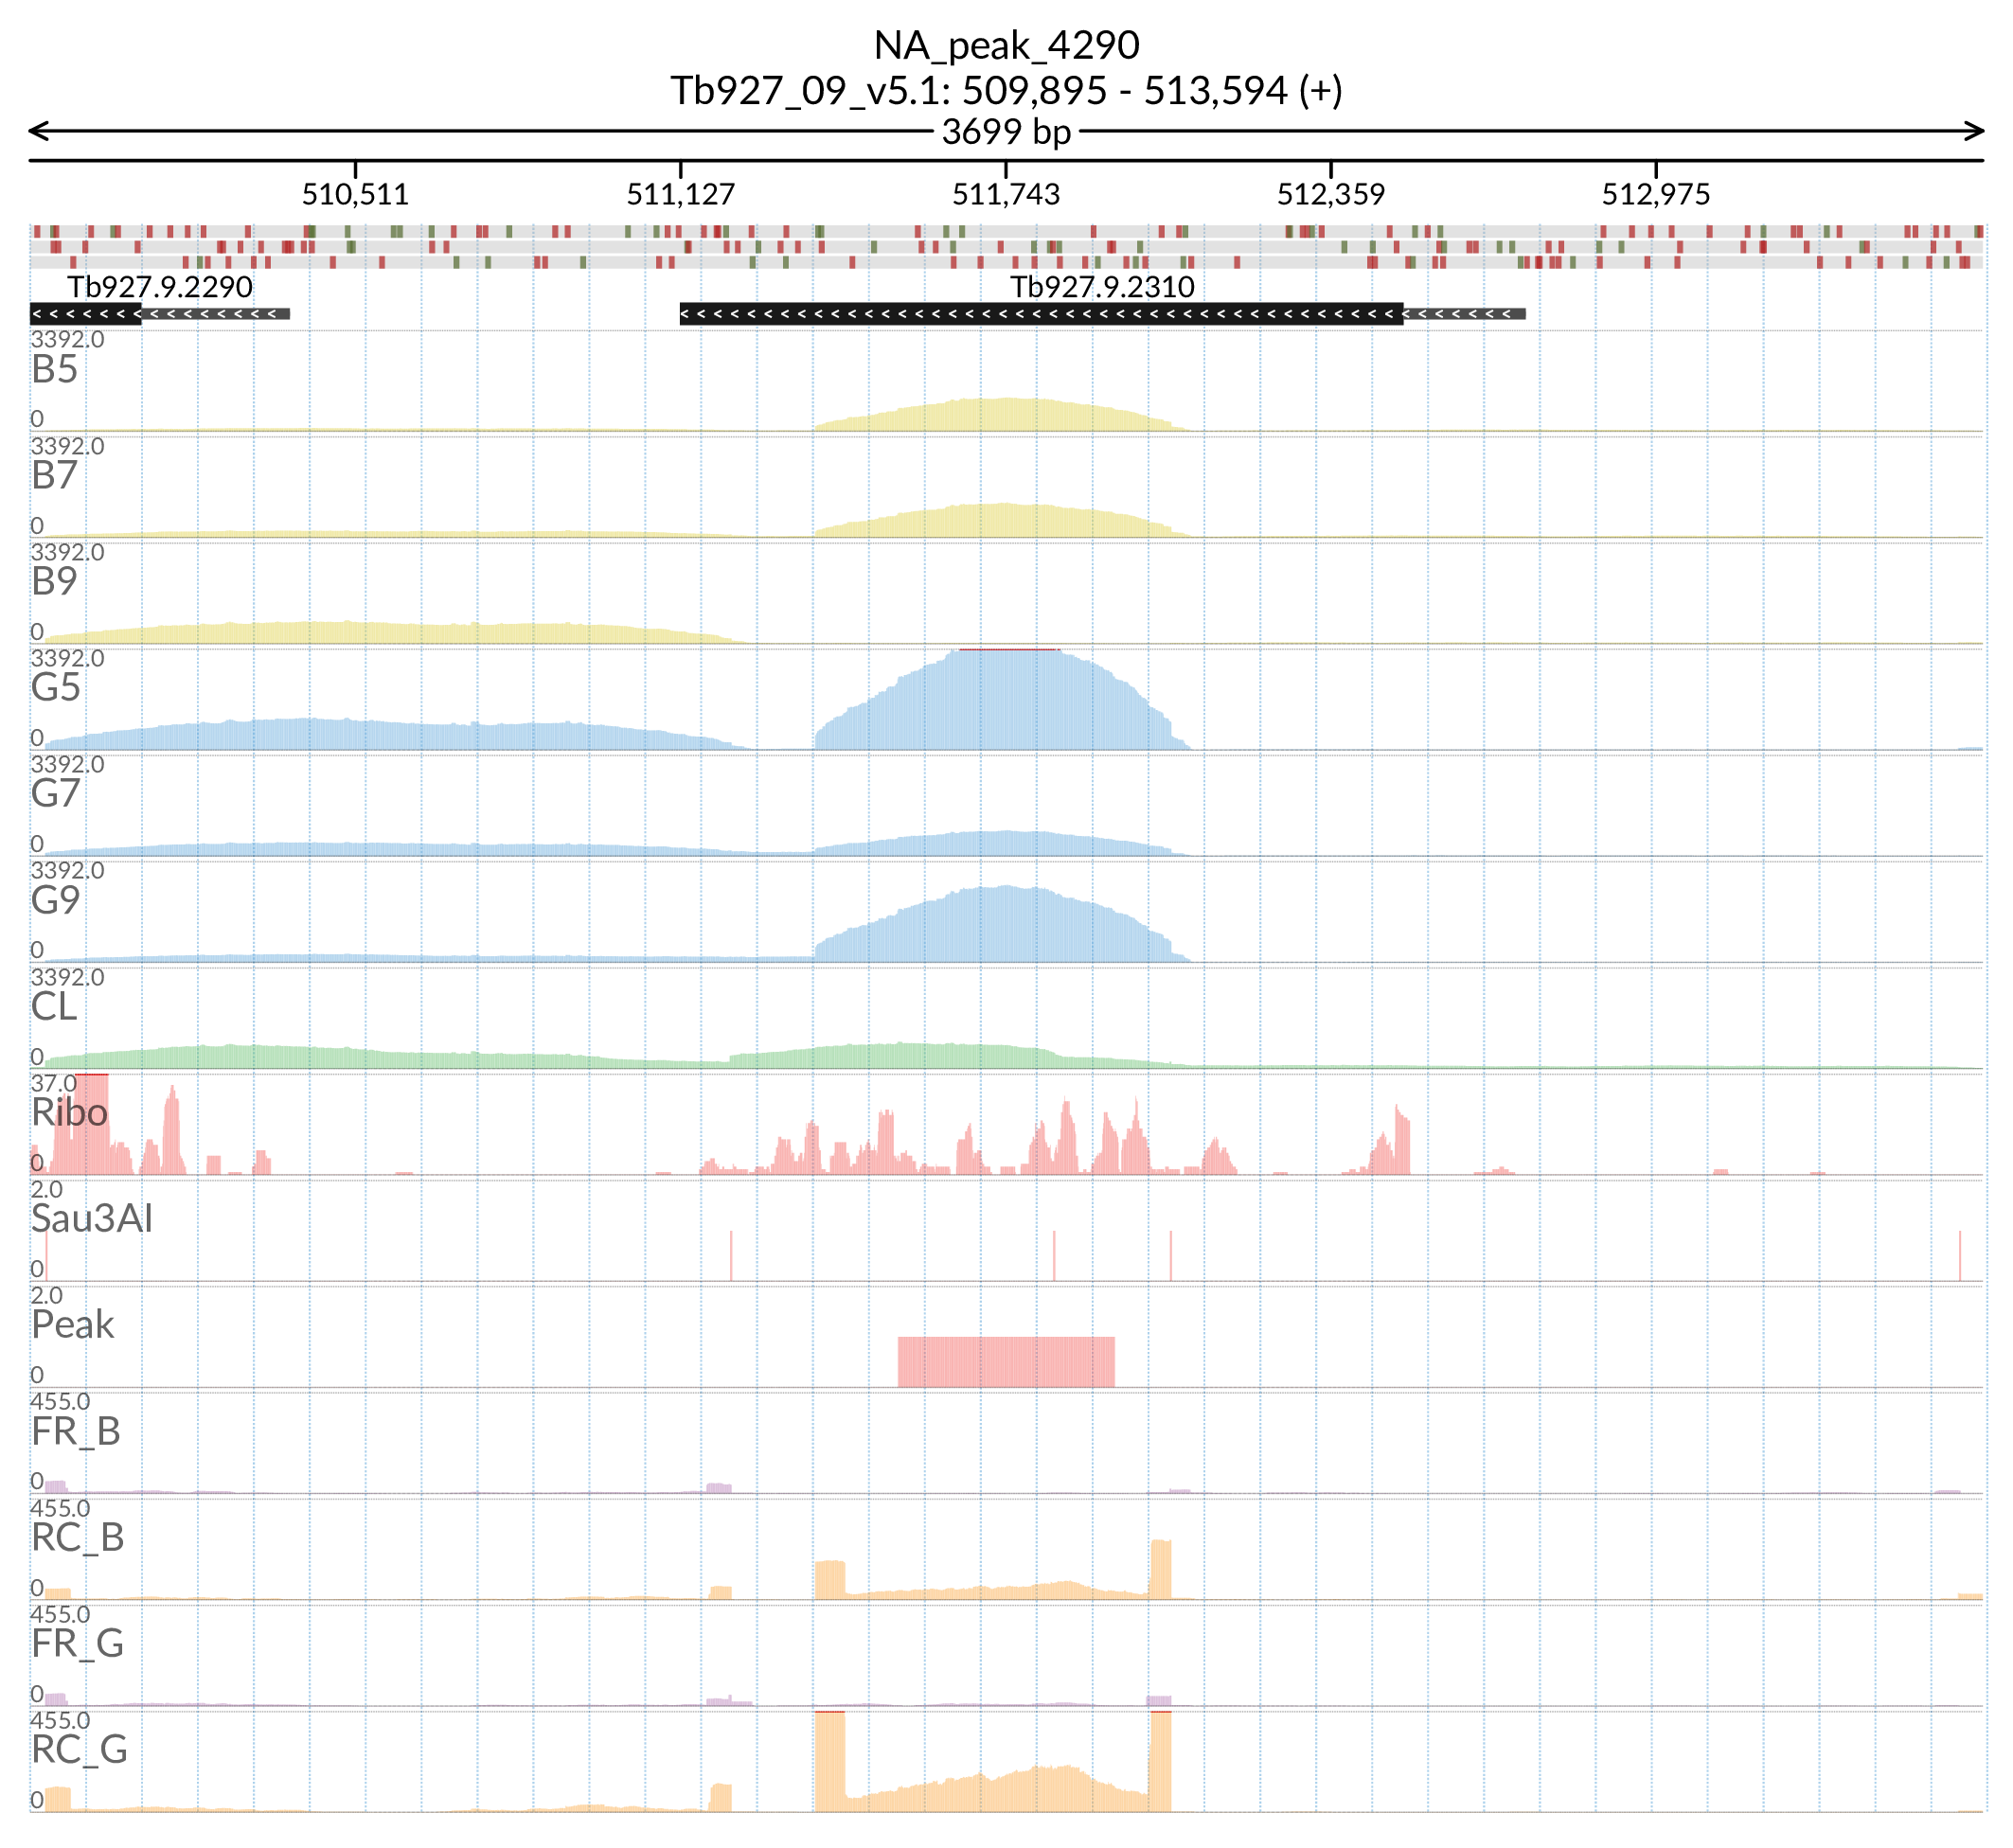 NA_peak_4290
Tb927_09_v5.1: 509,895 - 513,594 (+)
3699 bp
510,511 511,127 511,743 512,359 512,975
Tb927.9.2290 Tb927.9.2310
3392.0
B5
0
3392.0
B7
0
3392.0
B9
0
3392.0
G5
0
3392.0
G7
0
3392.0
G9
0
3392.0
CL
0
37.0
Ribo
0
2.0
Sau3AI
0
2.0
Peak
0
455.0
FR_B
0
455.0
RC_B
0
455.0
FR_G
0
455.0
RC_G
0